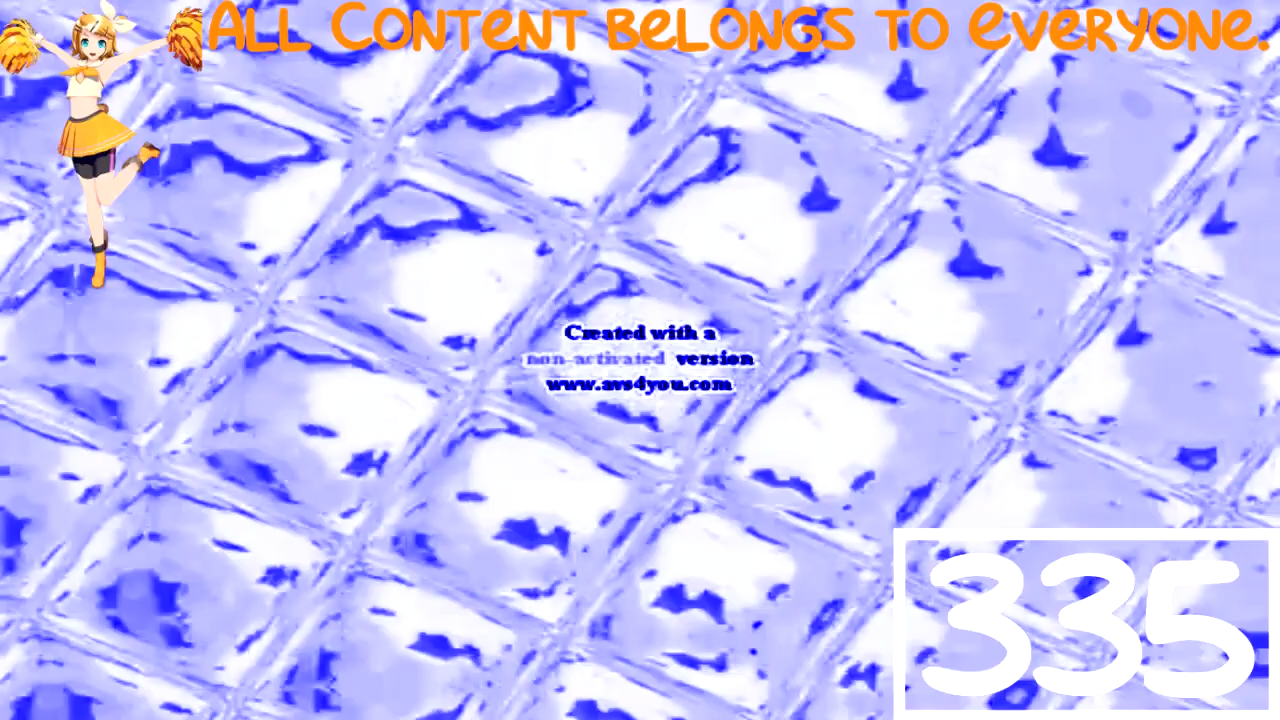 ALL CONTENT BELONGS TO EVERYONE.
Created with a
non-activated version
www.avs4you.com
335